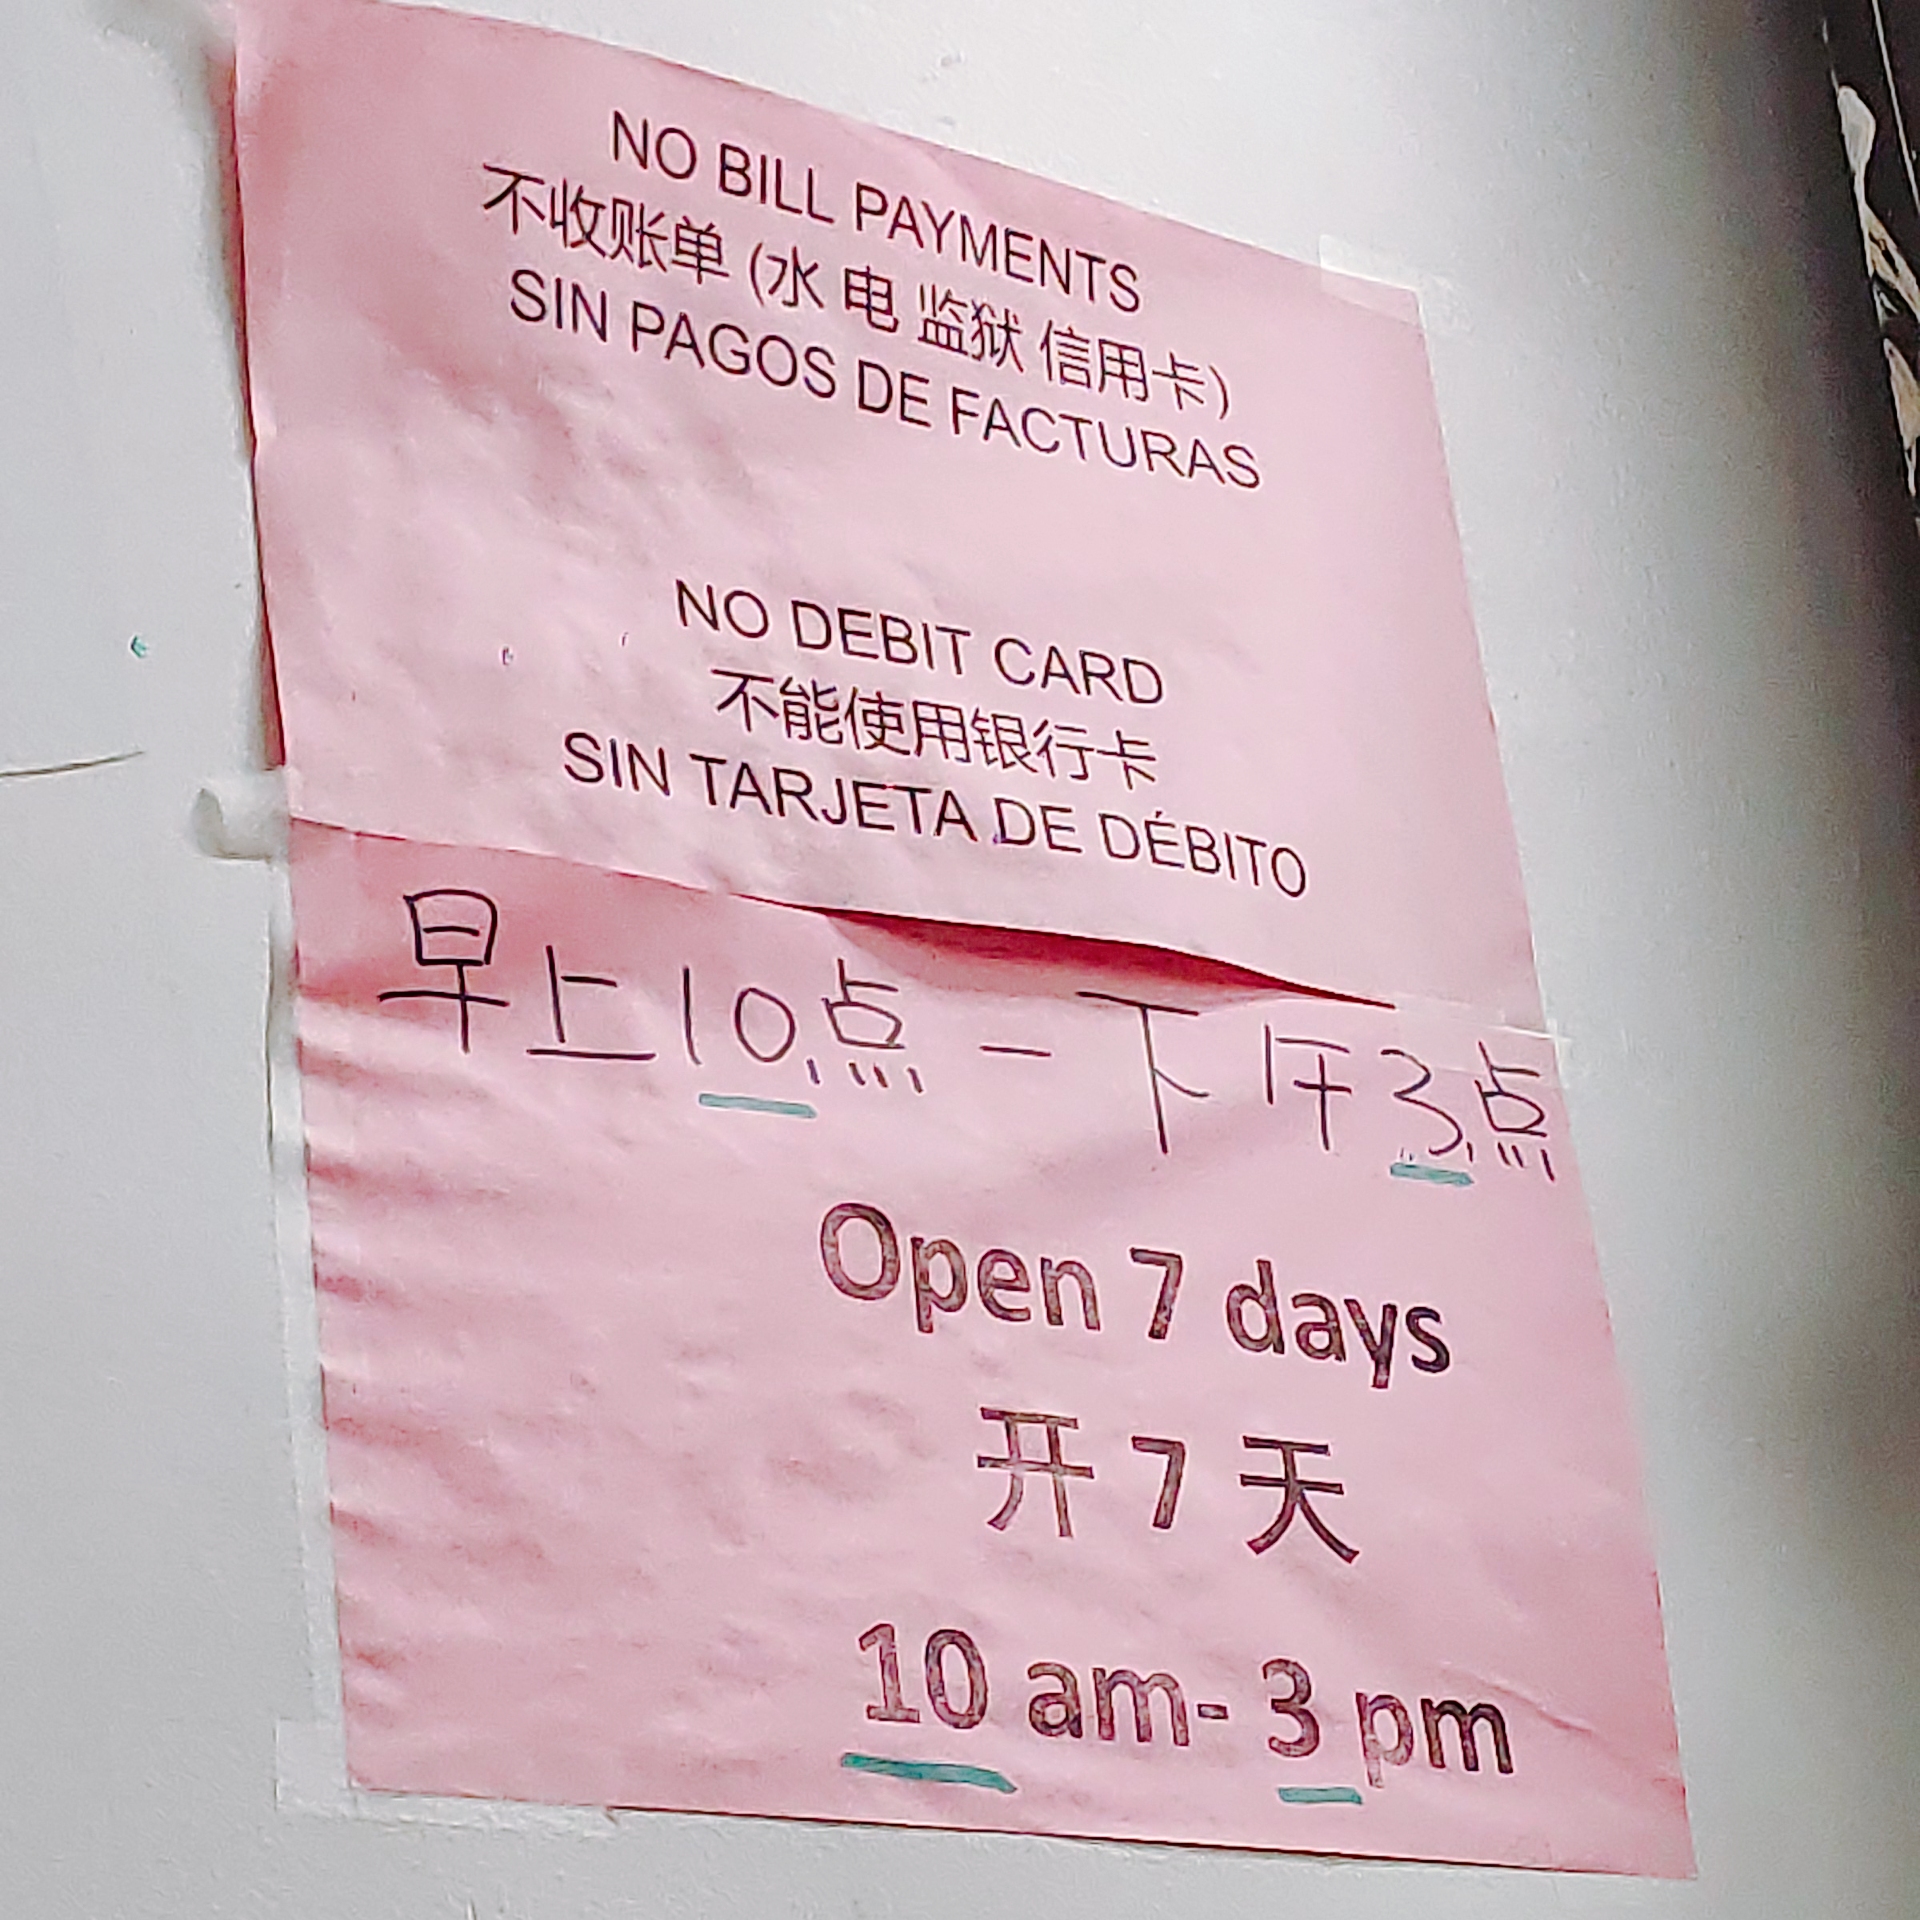 NO BILL PAYMENTS
不收账单 (水 电 监狱 信用卡)
SIN PAGOS DE FACTURAS
NO DEBIT CARD
不能使用银行卡
SIN TARJETA DE DÉBITO
早上10点 - 下午3点
Open 7 days
开 7 天
10 am- 3 pm